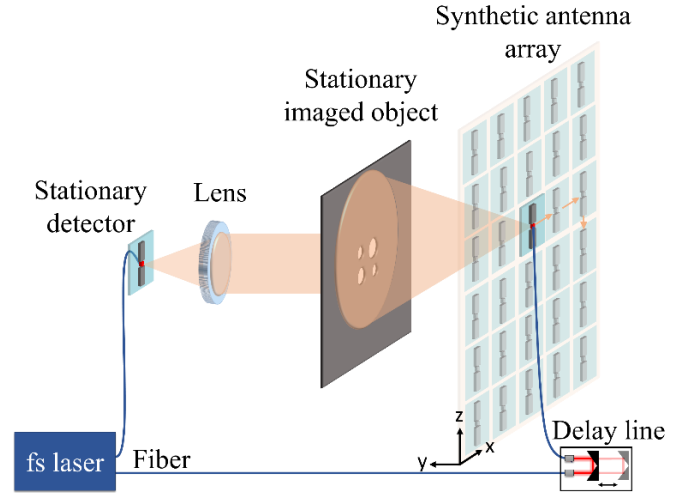 Synthetic antenna
array
Stationary
imaged object
Stationary
detector
Lens
z
x
y
Delay line
fs laser
Fiber